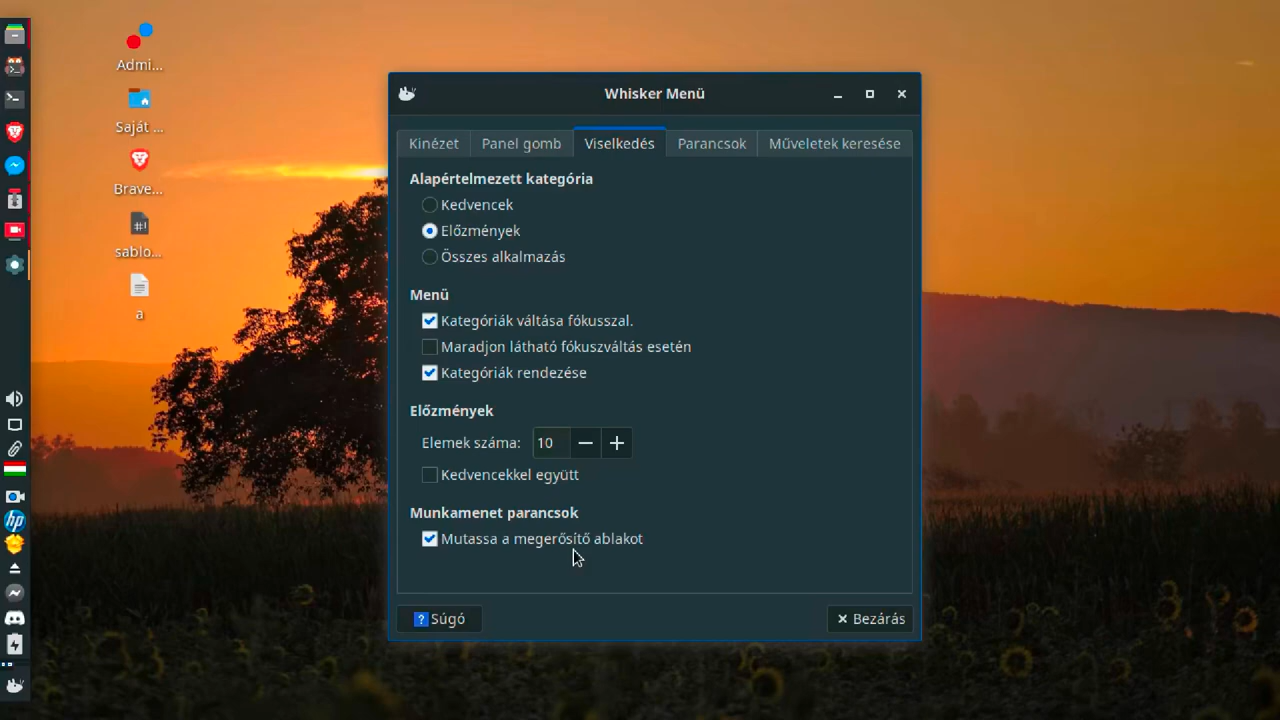 Admi...
Saját ...
Brave...
sablo...
a
Whisker Menü
Kinézet
Panel gomb
Viselkedés
Parancsok
Műveletek keresése
Alapértelmezett kategória
Kedvencek
Előzmények
Összes alkalmazás
Menü
Kategóriák váltása fókusszal.
Maradjon látható fókuszváltás esetén
Kategóriák rendezése
Előzmények
Elemek száma: 10
Kedvencekkel együtt
Munkamenet parancsok
Mutassa a megerősítő ablakot
Súgó
Bezárás
hp